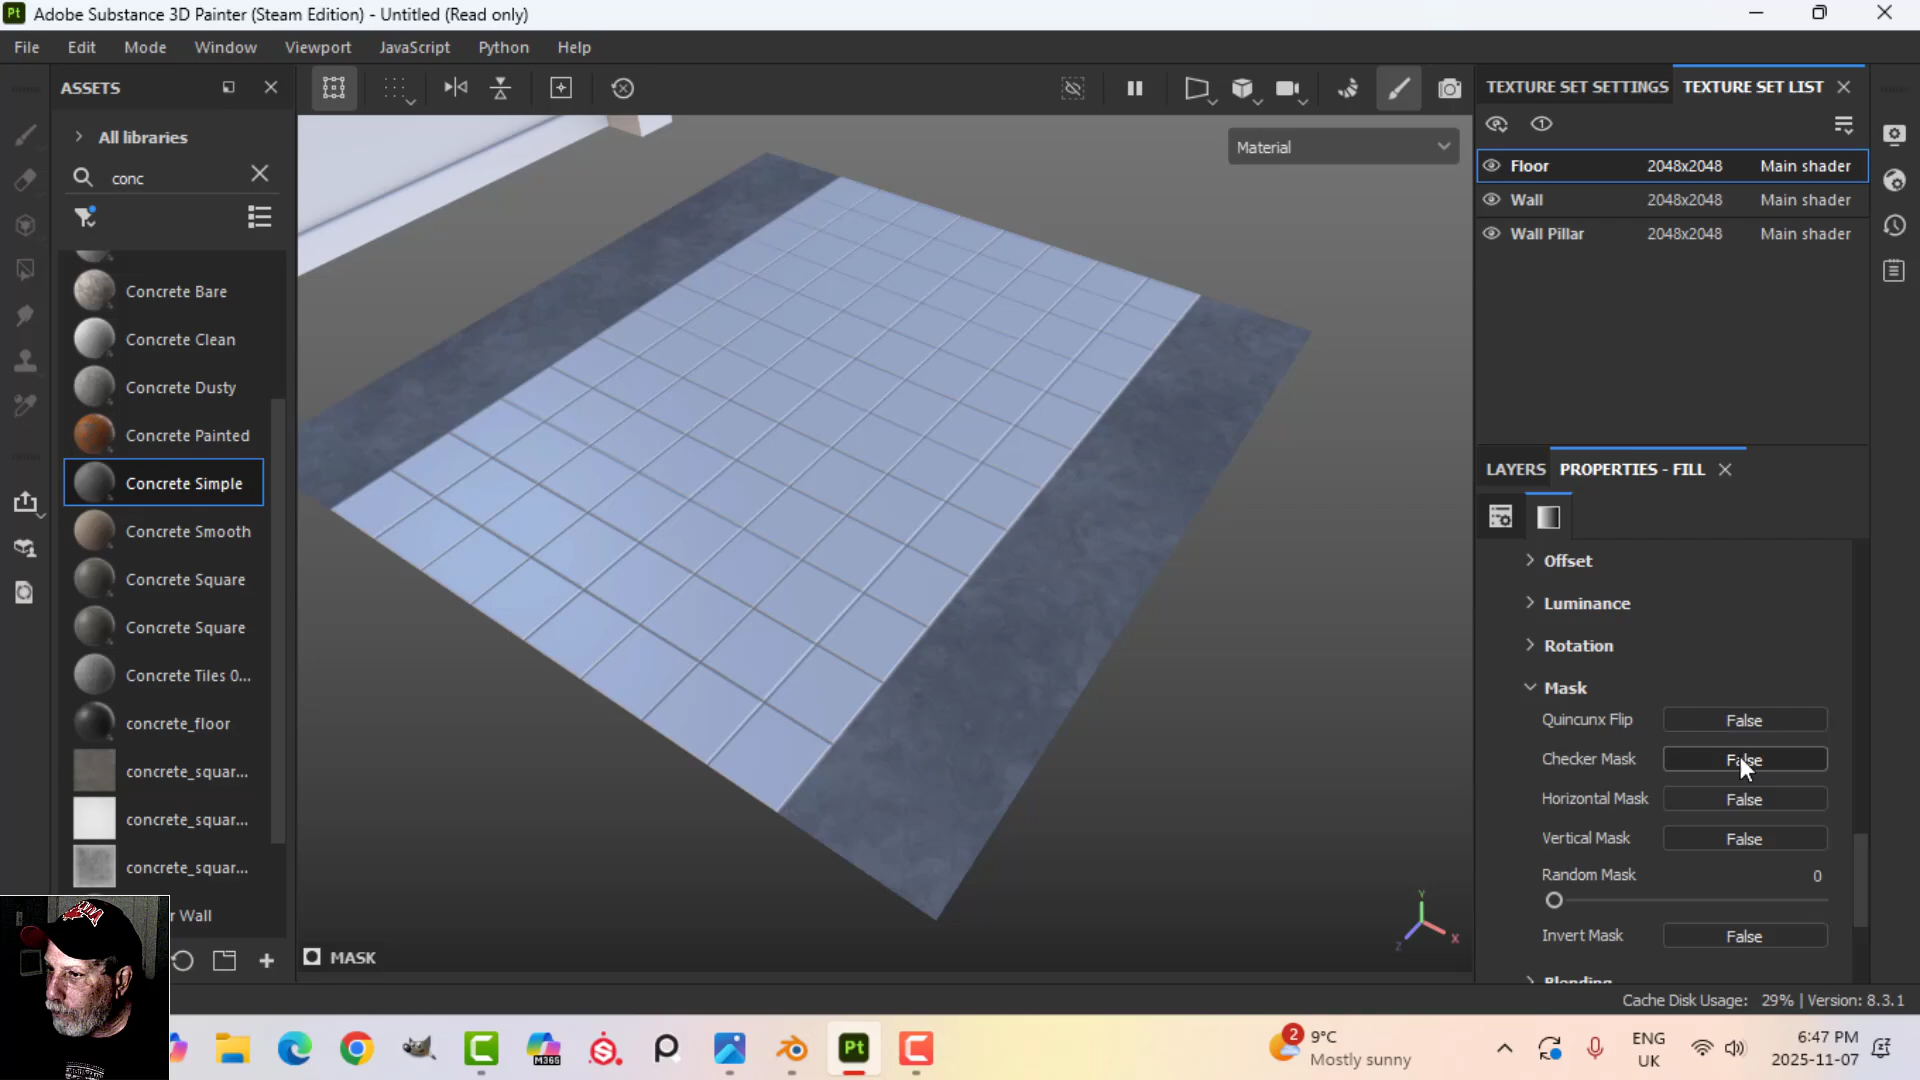 Pt Adobe Substance 3D Painter (Steam Edition) - Untitled (Read only)
File Edit Mode Window Viewport JavaScript Python Help
ASSETS
All libraries
conc
Concrete Bare
Concrete Clean
Concrete Dusty
Concrete Painted
Concrete Simple
Concrete Smooth
Concrete Square
Concrete Square
Concrete Tiles 0...
concrete_floor
concrete_squar...
concrete_squar...
concrete_squar...
r Wall
Material
MASK
Y
Z X
TEXTURE SET SETTINGS TEXTURE SET LIST
Floor 2048x2048 Main shader
Wall 2048x2048 Main shader
Wall Pillar 2048x2048 Main shader
LAYERS PROPERTIES - FILL
Offset
Luminance
Rotation
Mask
Quincunx Flip False
Checker Mask False
Horizontal Mask False
Vertical Mask False
Random Mask 0
Invert Mask False
Blending
Cache Disk Usage: 29% | Version: 8.3.1
M365
Pt
2
9°C
Mostly sunny
ENG
UK
6:47 PM
2025-11-07